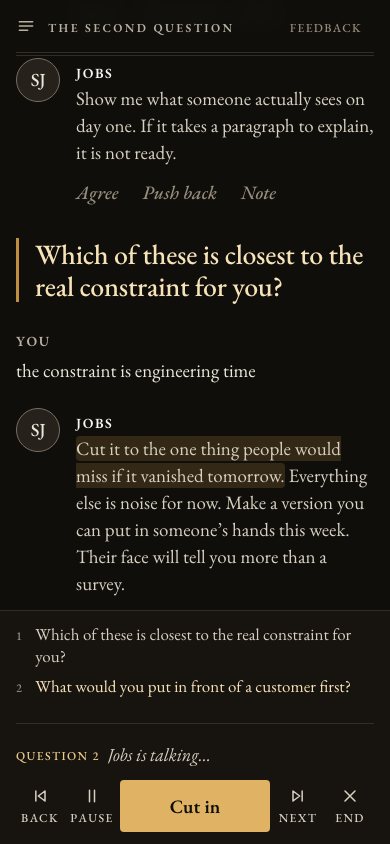 THE SECOND QUESTION
FEEDBACK
SJ
JOBS
Show me what someone actually sees on
day one. If it takes a paragraph to explain,
it is not ready.
Agree Push back Note
Which of these is closest to the
real constraint for you?
YOU
the constraint is engineering time
SJ
JOBS
Cut it to the one thing people would
miss if it vanished tomorrow. Everything
else is noise for now. Make a version you
can put in someone’s hands this week.
Their face will tell you more than a
survey.
1 Which of these is closest to the real constraint for
you?
2 What would you put in front of a customer first?
QUESTION 2 Jobs is talking…
BACK PAUSE Cut in NEXT END